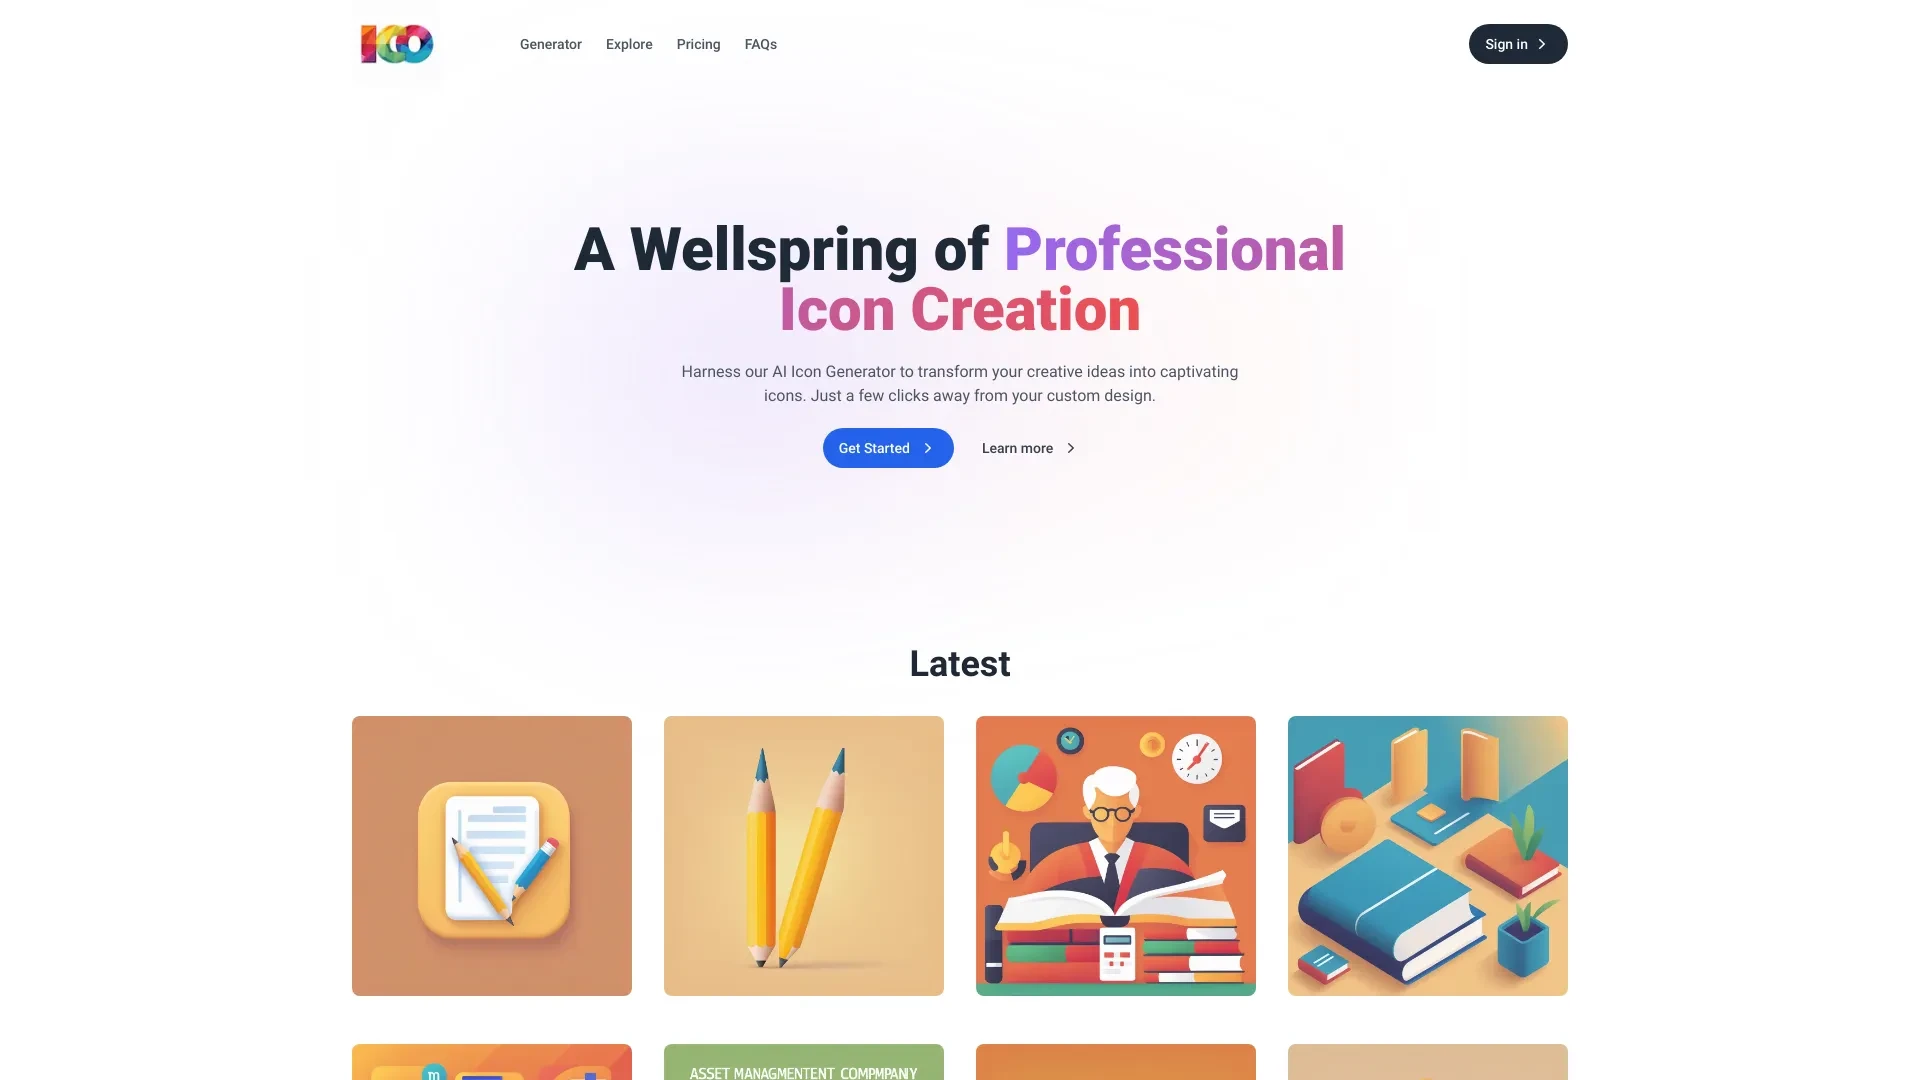 ICO
Generator
Explore
Pricing
FAQs
Sign in
A Wellspring of Professional
Icon Creation
Harness our AI Icon Generator to transform your creative ideas into captivating
icons. Just a few clicks away from your custom design.
Get Started
Learn more
Latest
m
ASSET MANAGMENTENT COMPMPANIY